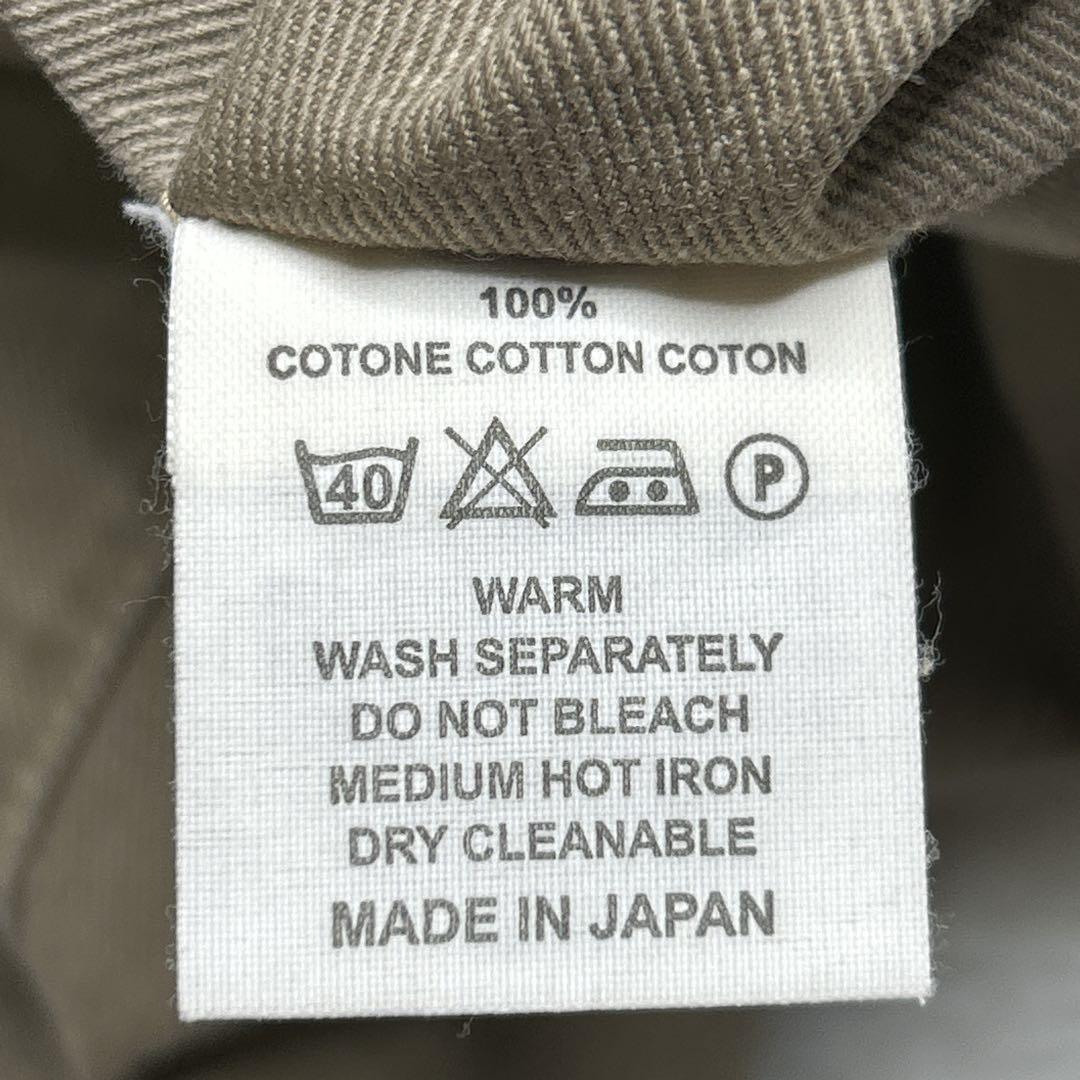 100%
COTONE COTTON COTON
40 P
WARM
WASH SEPARATELY
DO NOT BLEACH
MEDIUM HOT IRON
DRY CLEANABLE
MADE IN JAPAN